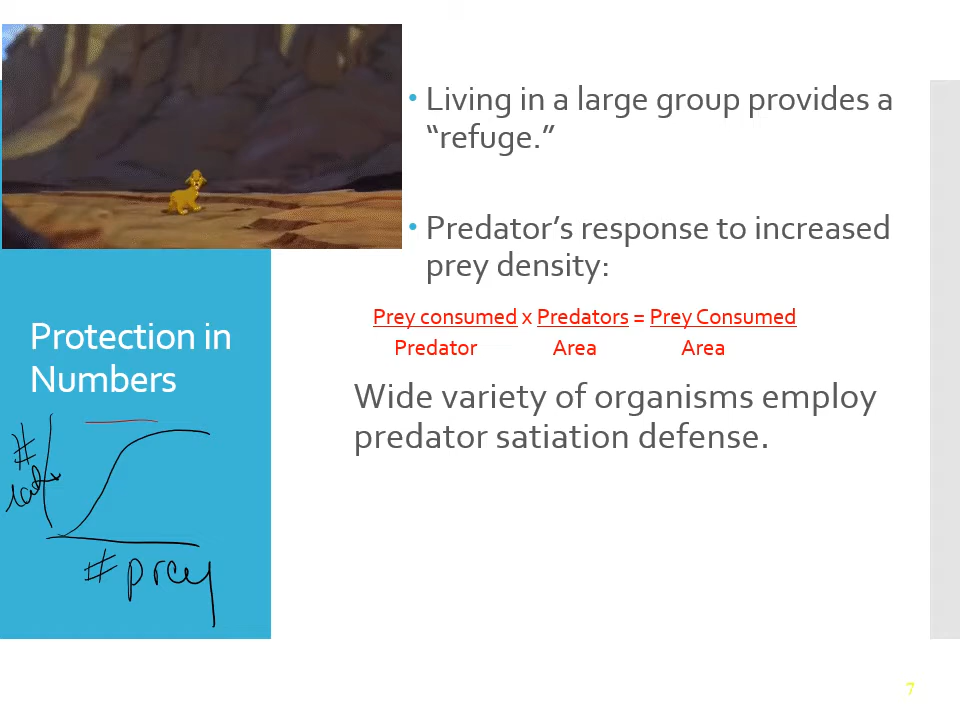 • Living in a large group provides a
“refuge.”
• Predator’s response to increased
prey density:
Prey consumed x Predators = Prey Consumed
Predator Area Area
Wide variety of organisms employ
predator satiation defense.
Protection in
Numbers
#
# prey
7